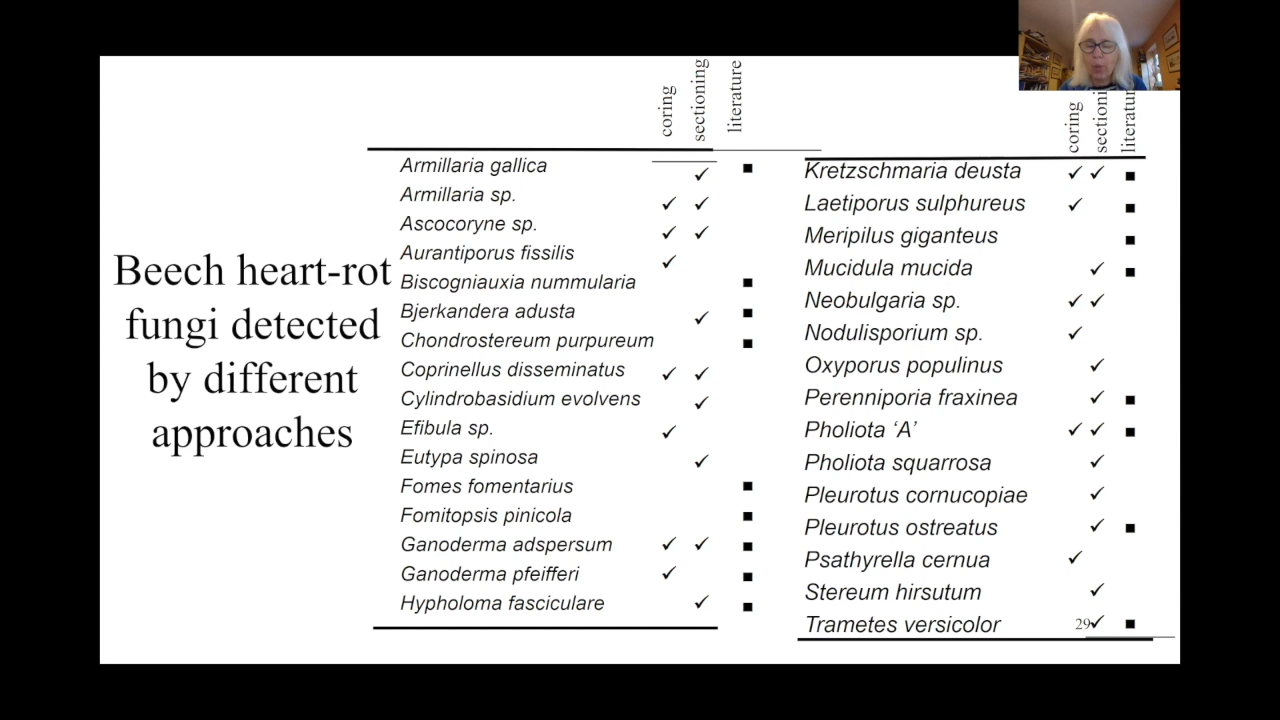 coring
sectioning
literature
coring
sectioni
literatur
Beech heart-rot
fungi detected
by different
approaches
Armillaria gallica ✓ ■
Armillaria sp. ✓ ✓
Ascocoryne sp. ✓ ✓
Aurantiporus fissilis ✓
Biscogniauxia nummularia ■
Bjerkandera adusta ✓ ■
Chondrostereum purpureum ■
Coprinellus disseminatus ✓ ✓
Cylindrobasidium evolvens ✓
Efibula sp. ✓
Eutypa spinosa ✓
Fomes fomentarius ■
Fomitopsis pinicola ■
Ganoderma adspersum ✓ ✓ ■
Ganoderma pfeifferi ✓ ■
Hypholoma fasciculare ✓ ■
Kretzschmaria deusta ✓ ✓ ■
Laetiporus sulphureus ✓ ■
Meripilus giganteus ■
Mucidula mucida ✓ ■
Neobulgaria sp. ✓ ✓
Nodulisporium sp. ✓
Oxyporus populinus ✓
Perenniporia fraxinea ✓ ■
Pholiota ‘A’ ✓ ✓ ■
Pholiota squarrosa ✓
Pleurotus cornucopiae ✓
Pleurotus ostreatus ✓ ■
Psathyrella cernua ✓
Stereum hirsutum ✓
Trametes versicolor ✓ ■
29